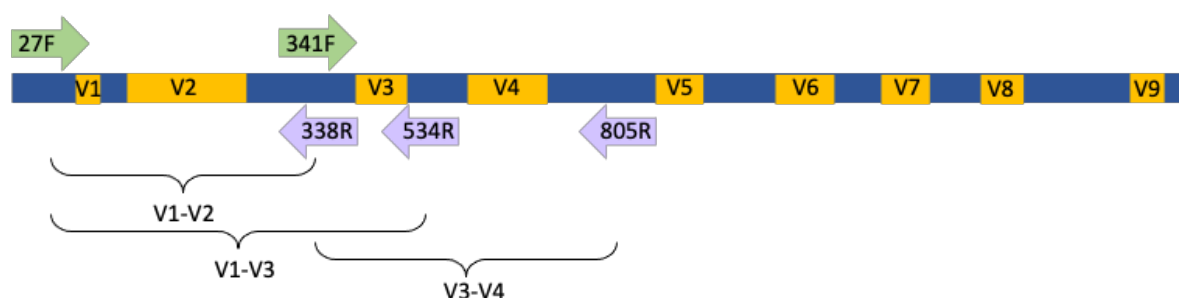 27F 341F
V1 V2 V3 V4 V5 V6 V7 V8 V9
338R 534R 805R
V1-V2
V1-V3
V3-V4